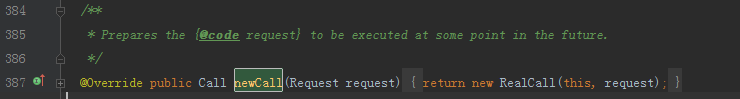 384 /**
385 * Prepares the {@code request} to be executed at some point in the future.
386 */
387 @Override public Call newCall(Request request) { return new RealCall(this, request); }